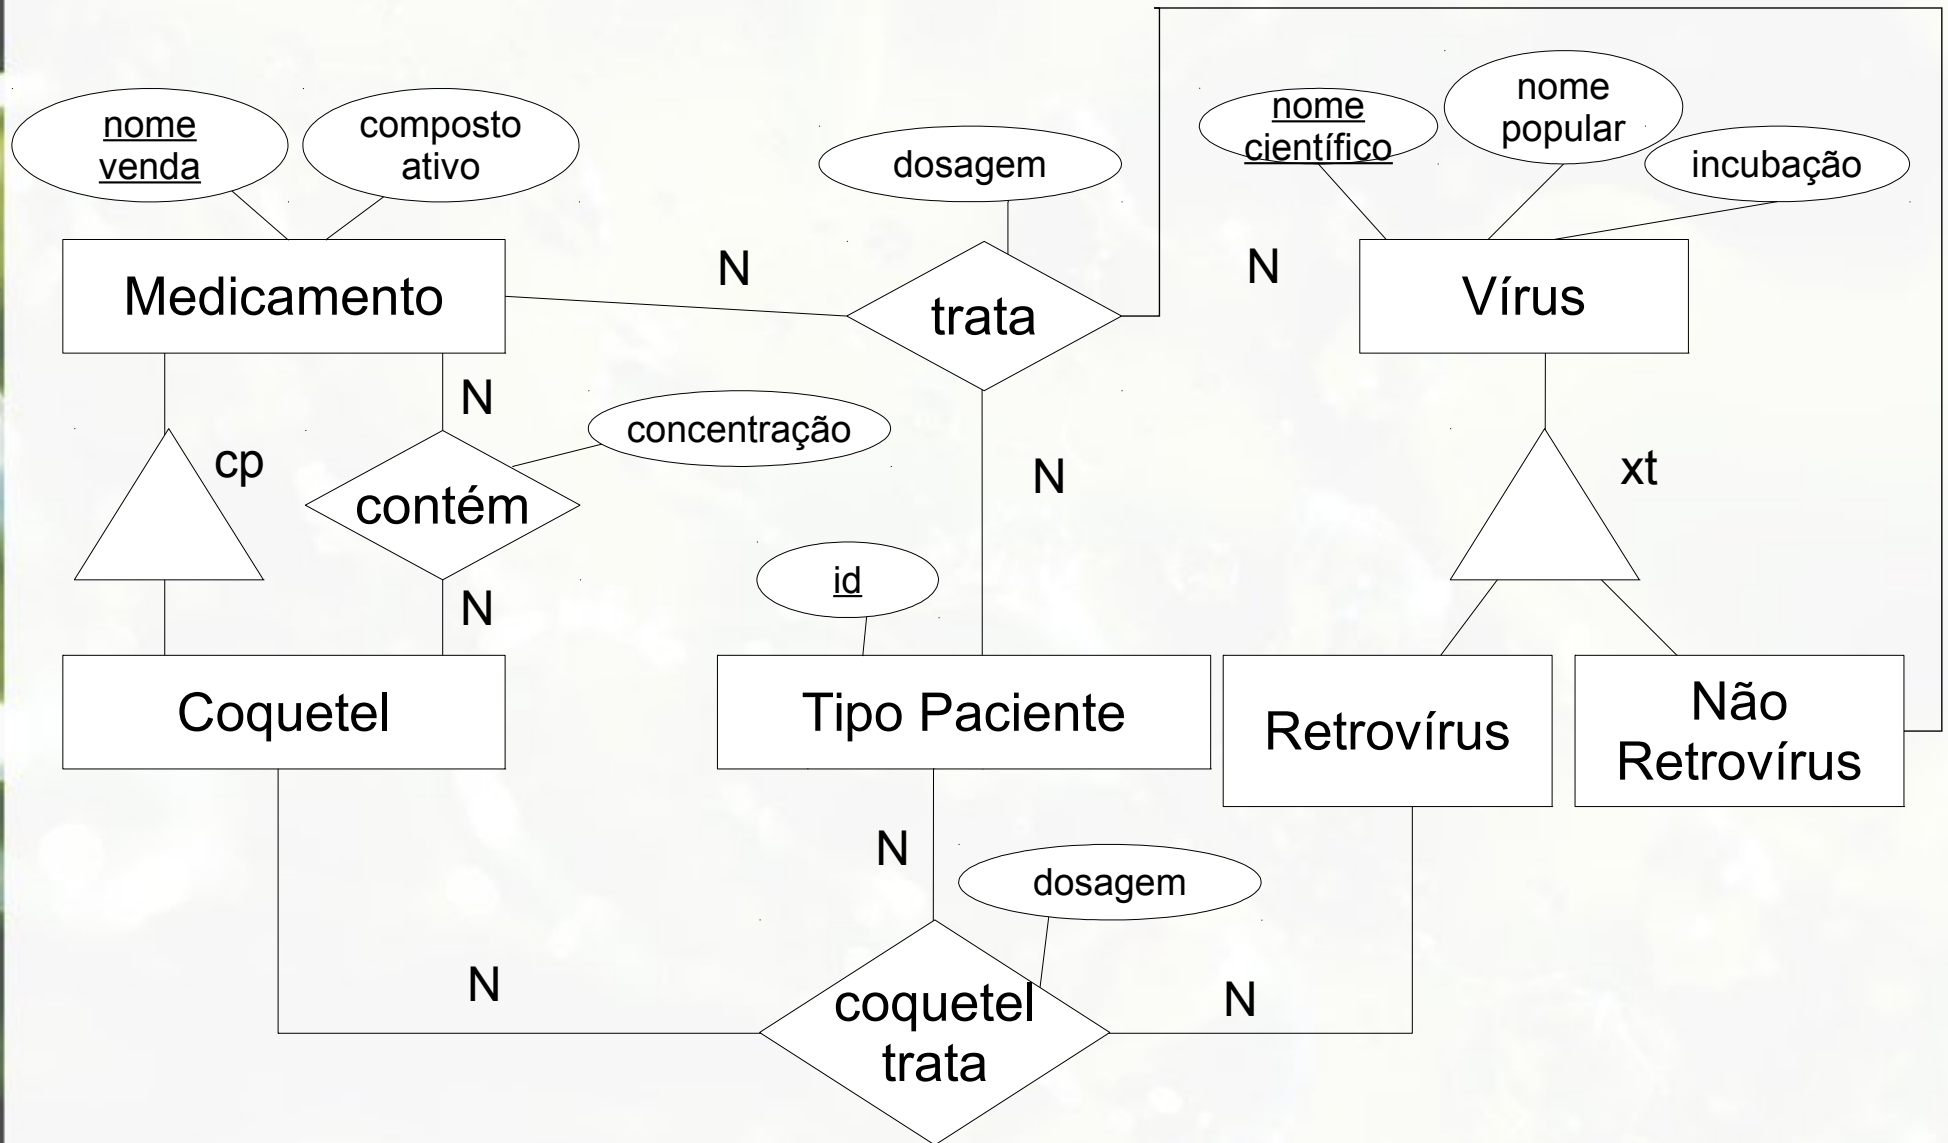 nome
venda
composto
ativo
dosagem
nome
científico
nome
popular
incubação
Medicamento
N
trata
N
Vírus
N
cp
contém
concentração
N
xt
N
id
Coquetel
Tipo Paciente
Retrovírus
Não
Retrovírus
N
dosagem
N
coquetel
trata
N